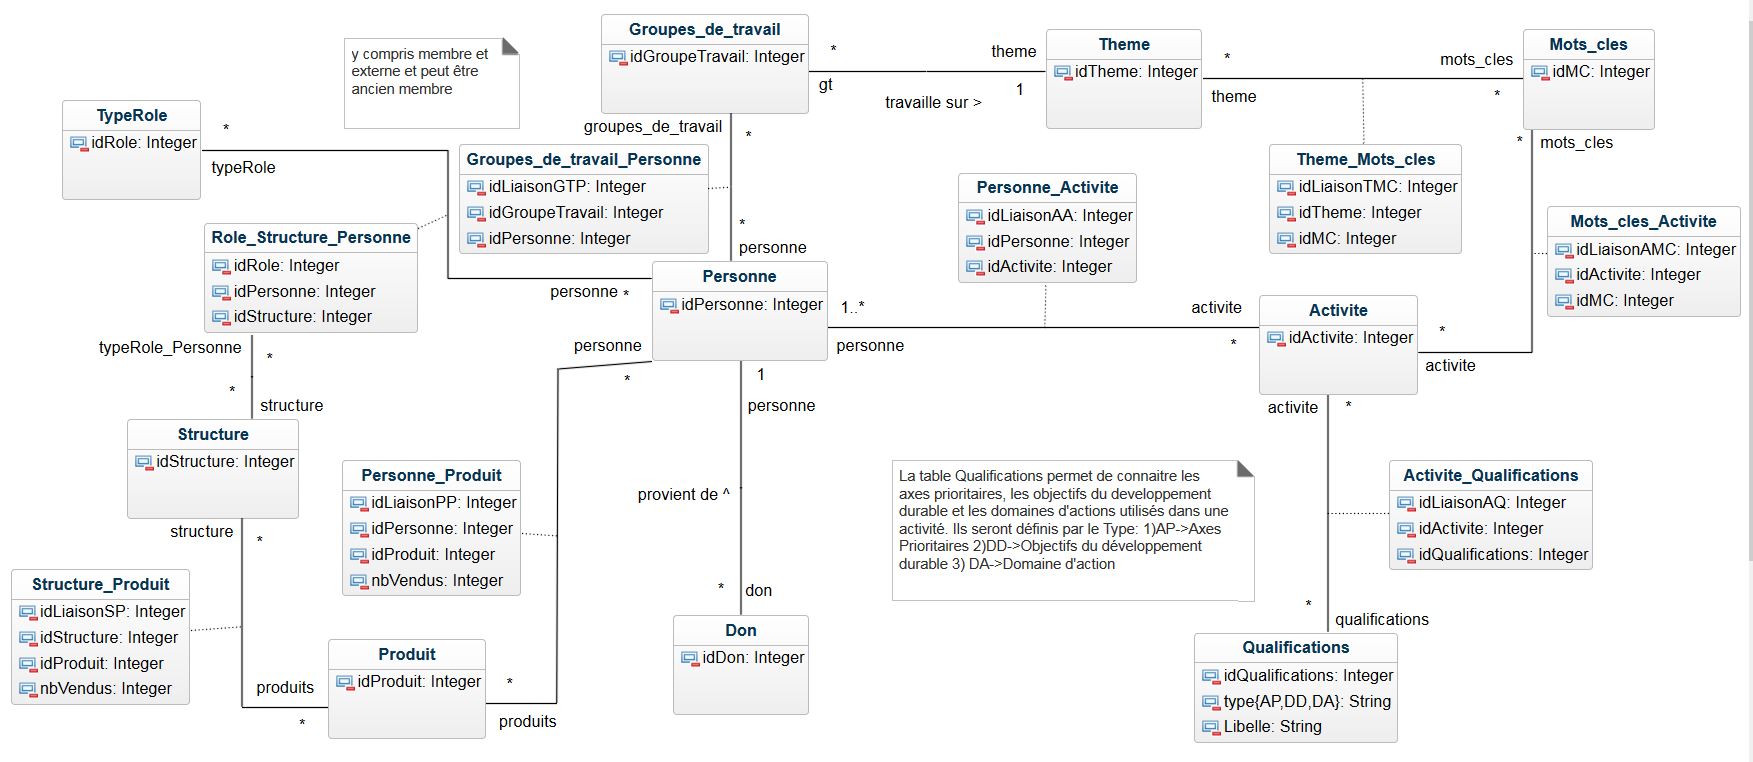 Groupes_de_travail
idGroupeTravail: Integer
y compris membre et
externe et peut être
ancien membre
*
theme
gt
travaille sur >
1
Theme
idTheme: Integer
*
theme
mots_cles
*
Mots_cles
idMC: Integer
TypeRole
idRole: Integer
*
typeRole
groupes_de_travail
*
Groupes_de_travail_Personne
idLiaisonGTP: Integer
idGroupeTravail: Integer
idPersonne: Integer
*
personne
Theme_Mots_cles
idLiaisonTMC: Integer
idTheme: Integer
idMC: Integer
*
mots_cles
Personne_Activite
idLiaisonAA: Integer
idPersonne: Integer
idActivite: Integer
Mots_cles_Activite
idLiaisonAMC: Integer
idActivite: Integer
idMC: Integer
Role_Structure_Personne
idRole: Integer
idPersonne: Integer
idStructure: Integer
personne *
Personne
idPersonne: Integer
1..*
personne
activite
*
Activite
idActivite: Integer
*
activite
typeRole_Personne
*
*
structure
personne
*
1
personne
activite
*
Structure
idStructure: Integer
structure
*
Personne_Produit
idLiaisonPP: Integer
idPersonne: Integer
idProduit: Integer
nbVendus: Integer
provient de ^
La table Qualifications permet de connaitre les
axes prioritaires, les objectifs du developpement
durable et les domaines d'actions utilisés dans une
activité. Ils seront définis par le Type: 1)AP->Axes
Prioritaires 2)DD->Objectifs du développement
durable 3) DA->Domaine d'action
Activite_Qualifications
idLiaisonAQ: Integer
idActivite: Integer
idQualifications: Integer
Structure_Produit
idLiaisonSP: Integer
idStructure: Integer
idProduit: Integer
nbVendus: Integer
*
don
*
qualifications
Produit
idProduit: Integer
produits
*
*
produits
Don
idDon: Integer
Qualifications
idQualifications: Integer
type{AP,DD,DA}: String
Libelle: String